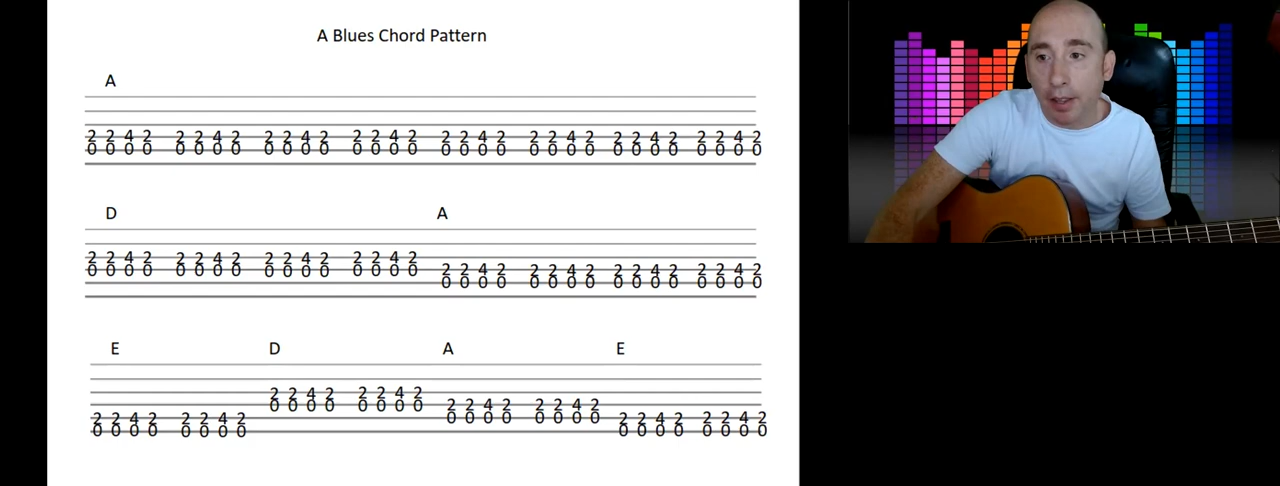 A Blues Chord Pattern
A
2 2 4 2 2 2 4 2 2 2 4 2 2 2 4 2 2 2 4 2 2 2 4 2 2 2 4 2 2 2 4 2
0 0 0 0 0 0 0 0 0 0 0 0 0 0 0 0 0 0 0 0 0 0 0 0 0 0 0 0 0 0 0 0
D A
2 2 4 2 2 2 4 2 2 2 4 2 2 2 4 2 2 2 4 2 2 2 4 2 2 2 4 2 2 2 4 2
0 0 0 0 0 0 0 0 0 0 0 0 0 0 0 0 0 0 0 0 0 0 0 0 0 0 0 0 0 0 0 0
E D A E
2 2 4 2 2 2 4 2 2 2 4 2 2 2 4 2 2 2 4 2 2 2 4 2 2 2 4 2 2 2 4 2
0 0 0 0 0 0 0 0 0 0 0 0 0 0 0 0 0 0 0 0 0 0 0 0 0 0 0 0 0 0 0 0